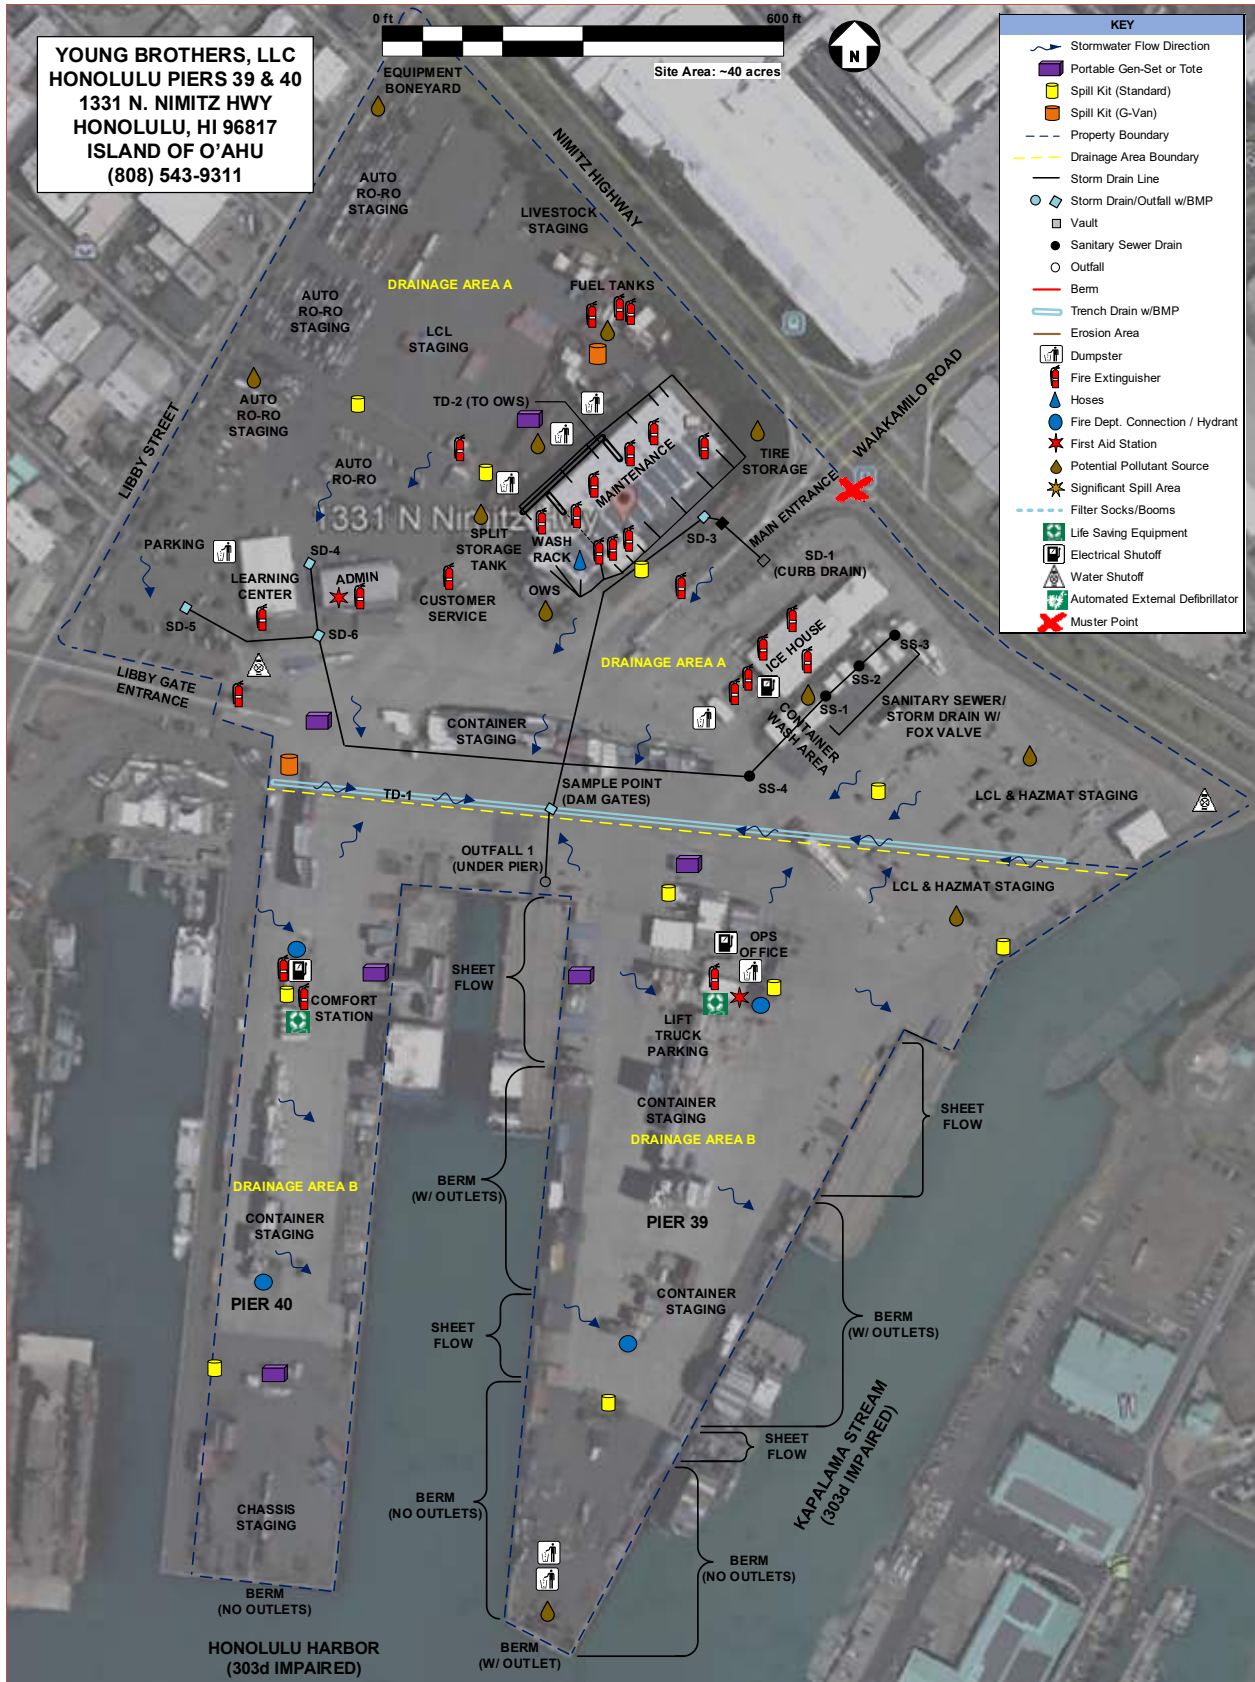 YOUNG BROTHERS, LLC
HONOLULU PIERS 39 & 40
1331 N. NIMITZ HWY
HONOLULU, HI 96817
ISLAND OF O'AHU
(808) 543-9311
0 ft
600 ft
Site Area: ~40 acres
N
KEY
Stormwater Flow Direction
Portable Gen-Set or Tote
Spill Kit (Standard)
Spill Kit (G-Van)
Property Boundary
Drainage Area Boundary
Storm Drain Line
Storm Drain/Outfall w/BMP
Vault
Sanitary Sewer Drain
Outfall
Berm
Trench Drain w/BMP
Erosion Area
Dumpster
Fire Extinguisher
Hoses
Fire Dept. Connection / Hydrant
First Aid Station
Potential Pollutant Source
Significant Spill Area
Filter Socks/Booms
Life Saving Equipment
Electrical Shutoff
Water Shutoff
Automated External Defibrillator
Muster Point
EQUIPMENT
BONEYARD
NIMITZ HIGHWAY
AUTO
RO-RO
STAGING
LIVESTOCK
STAGING
DRAINAGE AREA A
FUEL TANKS
AUTO
RO-RO
STAGING
LCL
STAGING
WAIAKAMILO ROAD
LIBBY STREET
AUTO
RO-RO
STAGING
TD-2 (TO OWS)
MAINTENANCE
TIRE
STORAGE
AUTO
RO-RO
MAIN ENTRANCE
1331 N Nimitz Hwy
SPLIT
STORAGE
TANK
WASH
RACK
SD-3
SD-1
(CURB DRAIN)
PARKING
SD-4
LEARNING
CENTER
ADMIN
CUSTOMER
SERVICE
OWS
SD-5
SD-6
ICE HOUSE
SS-3
DRAINAGE AREA A
SS-2
LIBBY GATE
ENTRANCE
SS-1
SANITARY SEWER/
STORM DRAIN W/
FOX VALVE
CONTAINER
WASH AREA
CONTAINER
STAGING
SAMPLE POINT
(DAM GATES)
SS-4
TD-1
LCL & HAZMAT STAGING
OUTFALL 1
(UNDER PIER)
LCL & HAZMAT STAGING
OPS
OFFICE
SHEET
FLOW
COMFORT
STATION
LIFT
TRUCK
PARKING
CONTAINER
STAGING
SHEET
FLOW
DRAINAGE AREA B
BERM
(W/ OUTLETS)
DRAINAGE AREA B
CONTAINER
STAGING
PIER 39
CONTAINER
STAGING
PIER 40
SHEET
FLOW
BERM
(W/ OUTLETS)
KAPALAMA STREAM
(303d IMPAIRED)
SHEET
FLOW
BERM
(NO OUTLETS)
CHASSIS
STAGING
BERM
(NO OUTLETS)
BERM
(NO OUTLETS)
HONOLULU HARBOR
(303d IMPAIRED)
BERM
(W/ OUTLET)